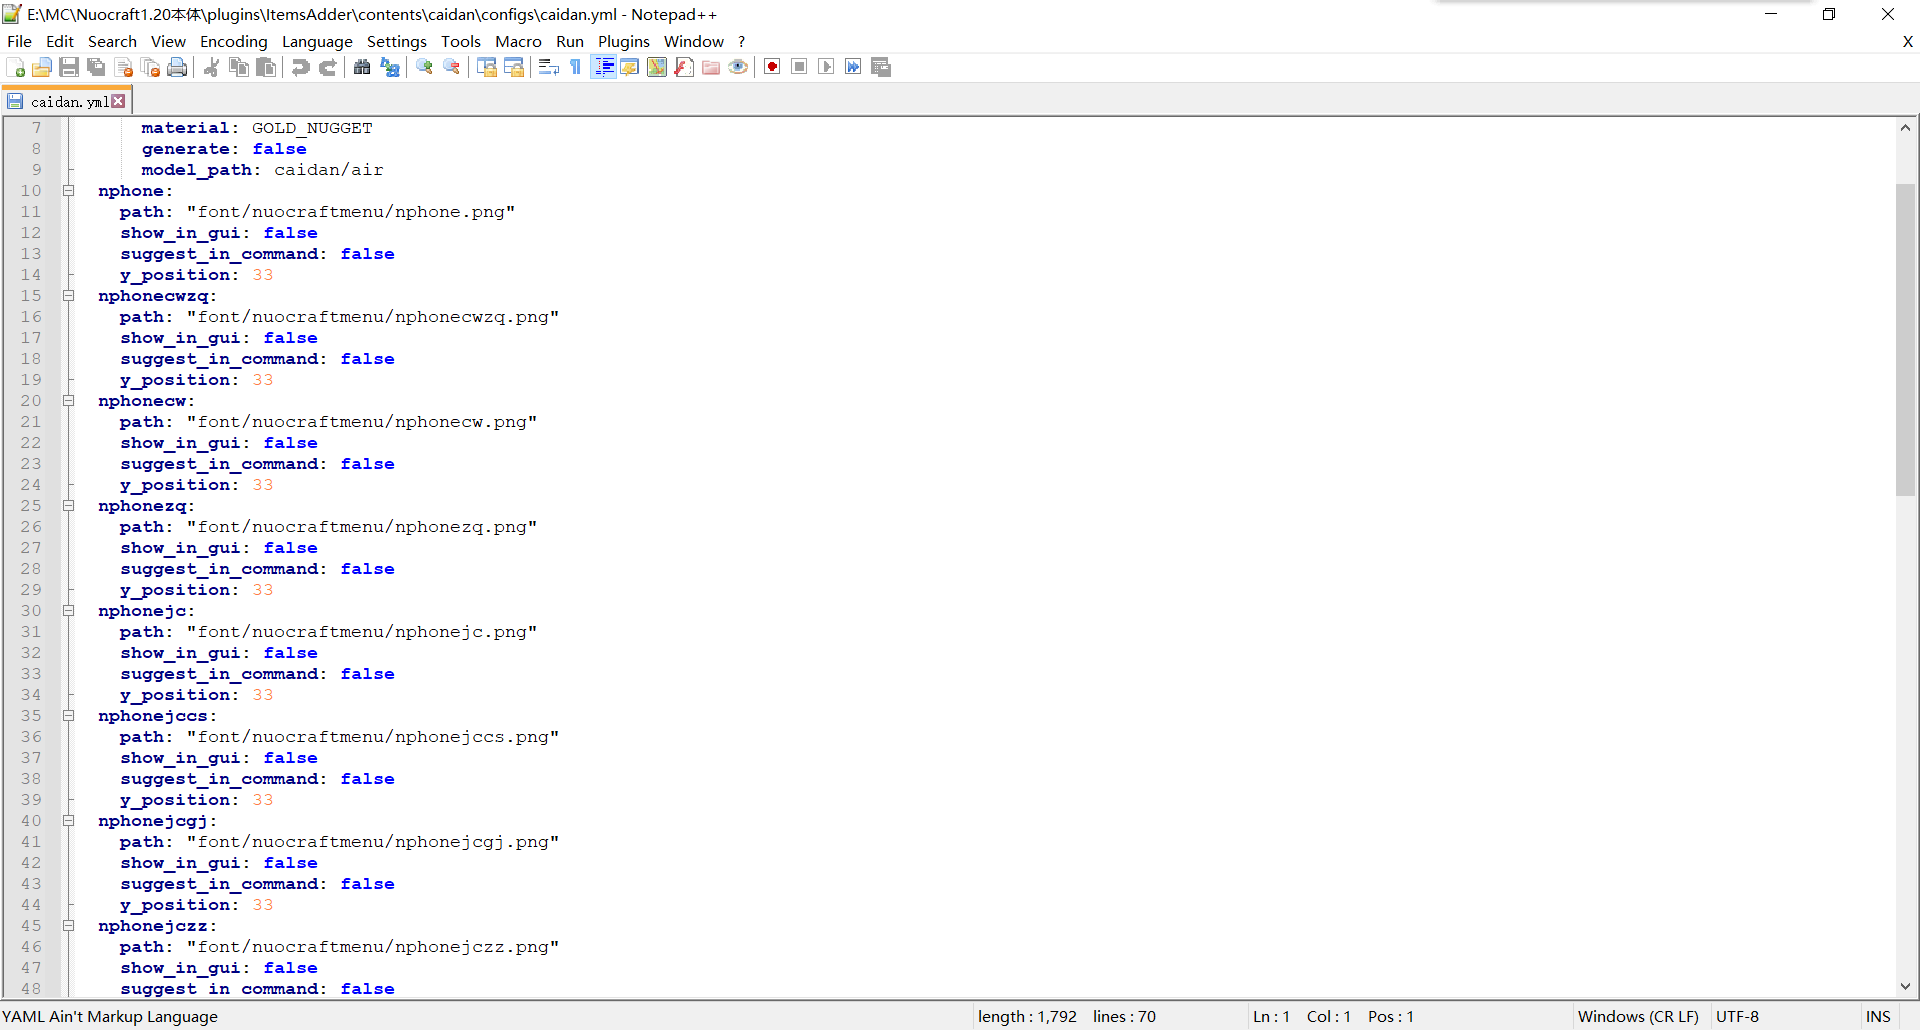 E:\MC\Nuocraft1.20本体\plugins\ItemsAdder\contents\caidan\configs\caidan.yml - Notepad++
File Edit Search View Encoding Language Settings Tools Macro Run Plugins Window ? X
caidan.yml
7 material: GOLD_NUGGET
8 generate: false
9 model_path: caidan/air
10 nphone:
11 path: "font/nuocraftmenu/nphone.png"
12 show_in_gui: false
13 suggest_in_command: false
14 y_position: 33
15 nphonecwzq:
16 path: "font/nuocraftmenu/nphonecwzq.png"
17 show_in_gui: false
18 suggest_in_command: false
19 y_position: 33
20 nphonecw:
21 path: "font/nuocraftmenu/nphonecw.png"
22 show_in_gui: false
23 suggest_in_command: false
24 y_position: 33
25 nphonezq:
26 path: "font/nuocraftmenu/nphonezq.png"
27 show_in_gui: false
28 suggest_in_command: false
29 y_position: 33
30 nphonejc:
31 path: "font/nuocraftmenu/nphonejc.png"
32 show_in_gui: false
33 suggest_in_command: false
34 y_position: 33
35 nphonejccs:
36 path: "font/nuocraftmenu/nphonejccs.png"
37 show_in_gui: false
38 suggest_in_command: false
39 y_position: 33
40 nphonejcgj:
41 path: "font/nuocraftmenu/nphonejcgj.png"
42 show_in_gui: false
43 suggest_in_command: false
44 y_position: 33
45 nphonejczz:
46 path: "font/nuocraftmenu/nphonejczz.png"
47 show_in_gui: false
48 suggest_in_command: false
YAML Ain't Markup Language length : 1,792 lines : 70 Ln : 1 Col : 1 Pos : 1 Windows (CR LF) UTF-8 INS